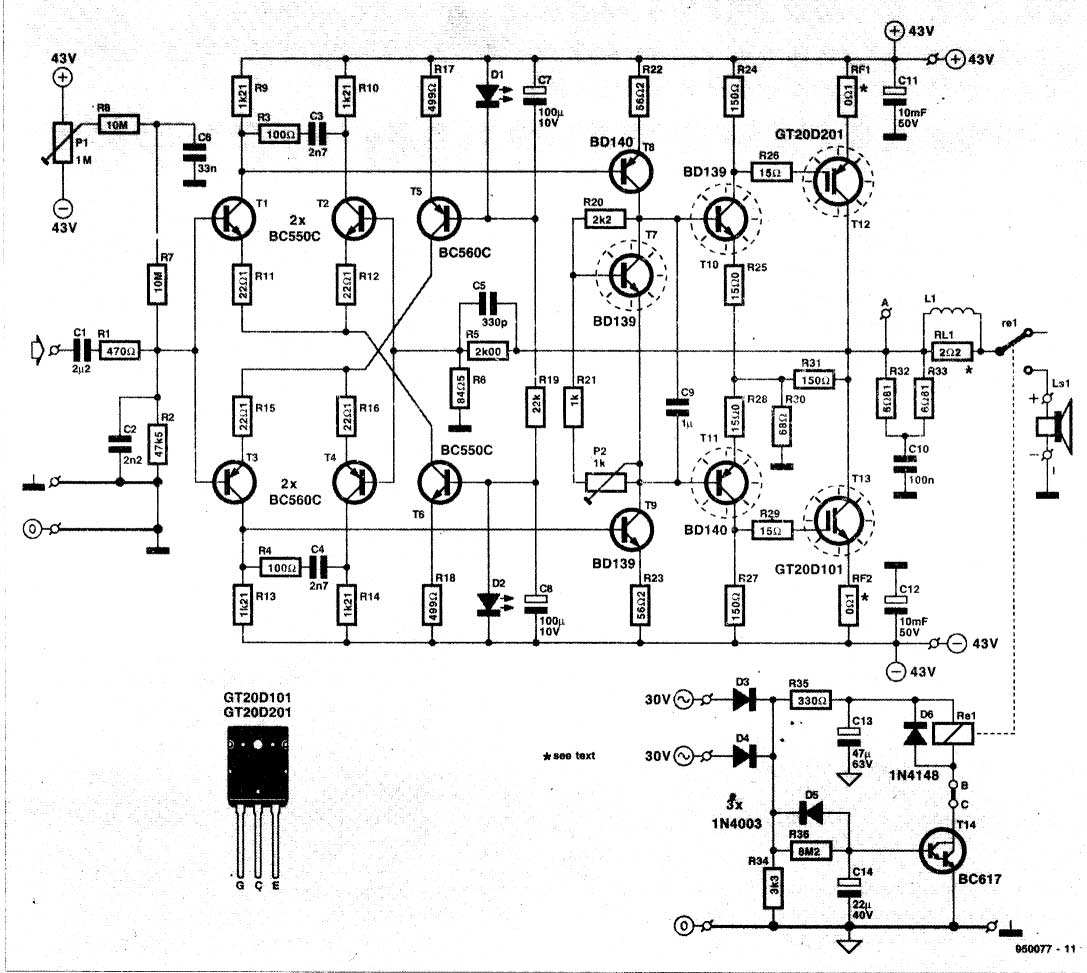 43V
43V
43V
R8
10M
P1
1M
C6
33n
43V
R9
1k21
R3
100Ω
C3
2n7
R10
1k21
R17
499Ω
D1
C7
100µ
10V
R22
56Ω2
R24
150Ω
RF1
0Ω1
*
C11
10mF
50V
BD140
T8
BD139
GT20D201
R26
15Ω
T12
T1
2x
BC550C
T2
T5
BC560C
R20
2k2
T7
BD139
T10
R7
10M
R11
22Ω1
R12
22Ω1
R25
15Ω0
C5
330p
R5
2k00
R6
84Ω5
R19
22k
R21
1k
C9
1µ
A
L1
re1
RL1
2Ω2
*
C1
2µ2
R1
470Ω
R31
150Ω
R32
6Ω81
R33
6Ω81
Ls1
+
−
C2
2n2
R2
47k5
R15
22Ω1
R16
22Ω1
R28
15Ω0
R30
68Ω
C10
100n
T3
2x
BC560C
T4
BC550C
T6
P2
1k
T11
BD140
T13
0
T9
BD139
R29
15Ω
GT20D101
R4
100Ω
C4
2n7
R13
1k21
R14
1k21
R18
499Ω
D2
C8
100µ
10V
R23
56Ω2
R27
150Ω
RF2
0Ω1
*
C12
10mF
50V
43V
43V
GT20D101
GT20D201
G C E
* see text
30V
D3
R35
330Ω
C13
47µ
63V
D6
1N4148
Re1
30V
D4
3x
1N4003
D5
B
C
T14
BC617
R36
8M2
R34
3k3
C14
22µ
40V
0
950077 - 11